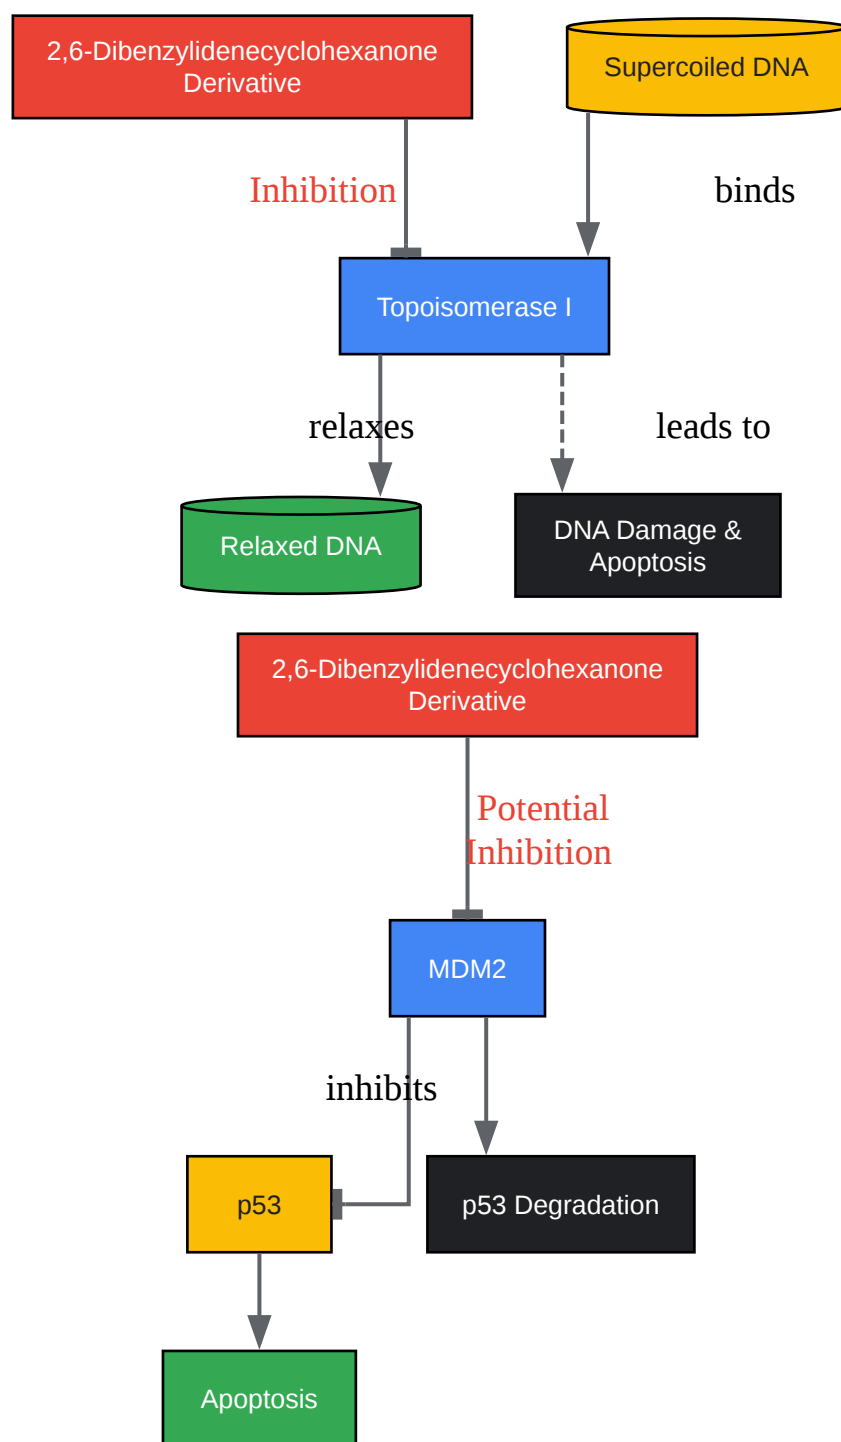 2,6-Dibenzylidenecyclohexanone
Derivative
Supercoiled DNA
Inhibition
binds
Topoisomerase I
relaxes
leads to
Relaxed DNA
DNA Damage &
Apoptosis
2,6-Dibenzylidenecyclohexanone
Derivative
Potential
Inhibition
MDM2
inhibits
p53
p53 Degradation
Apoptosis